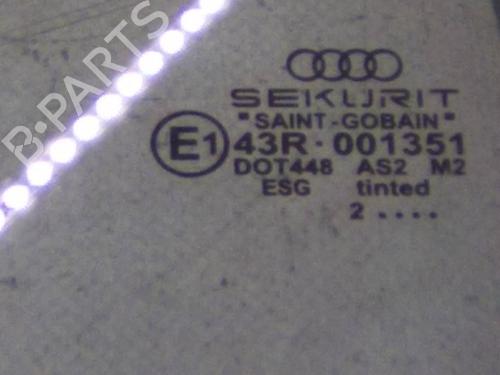 B-PARTS
SEKURIT
"SAINT-GOBAIN"
E1 43R-001351
DOT448 AS2 M2
ESG tinted
2 ....